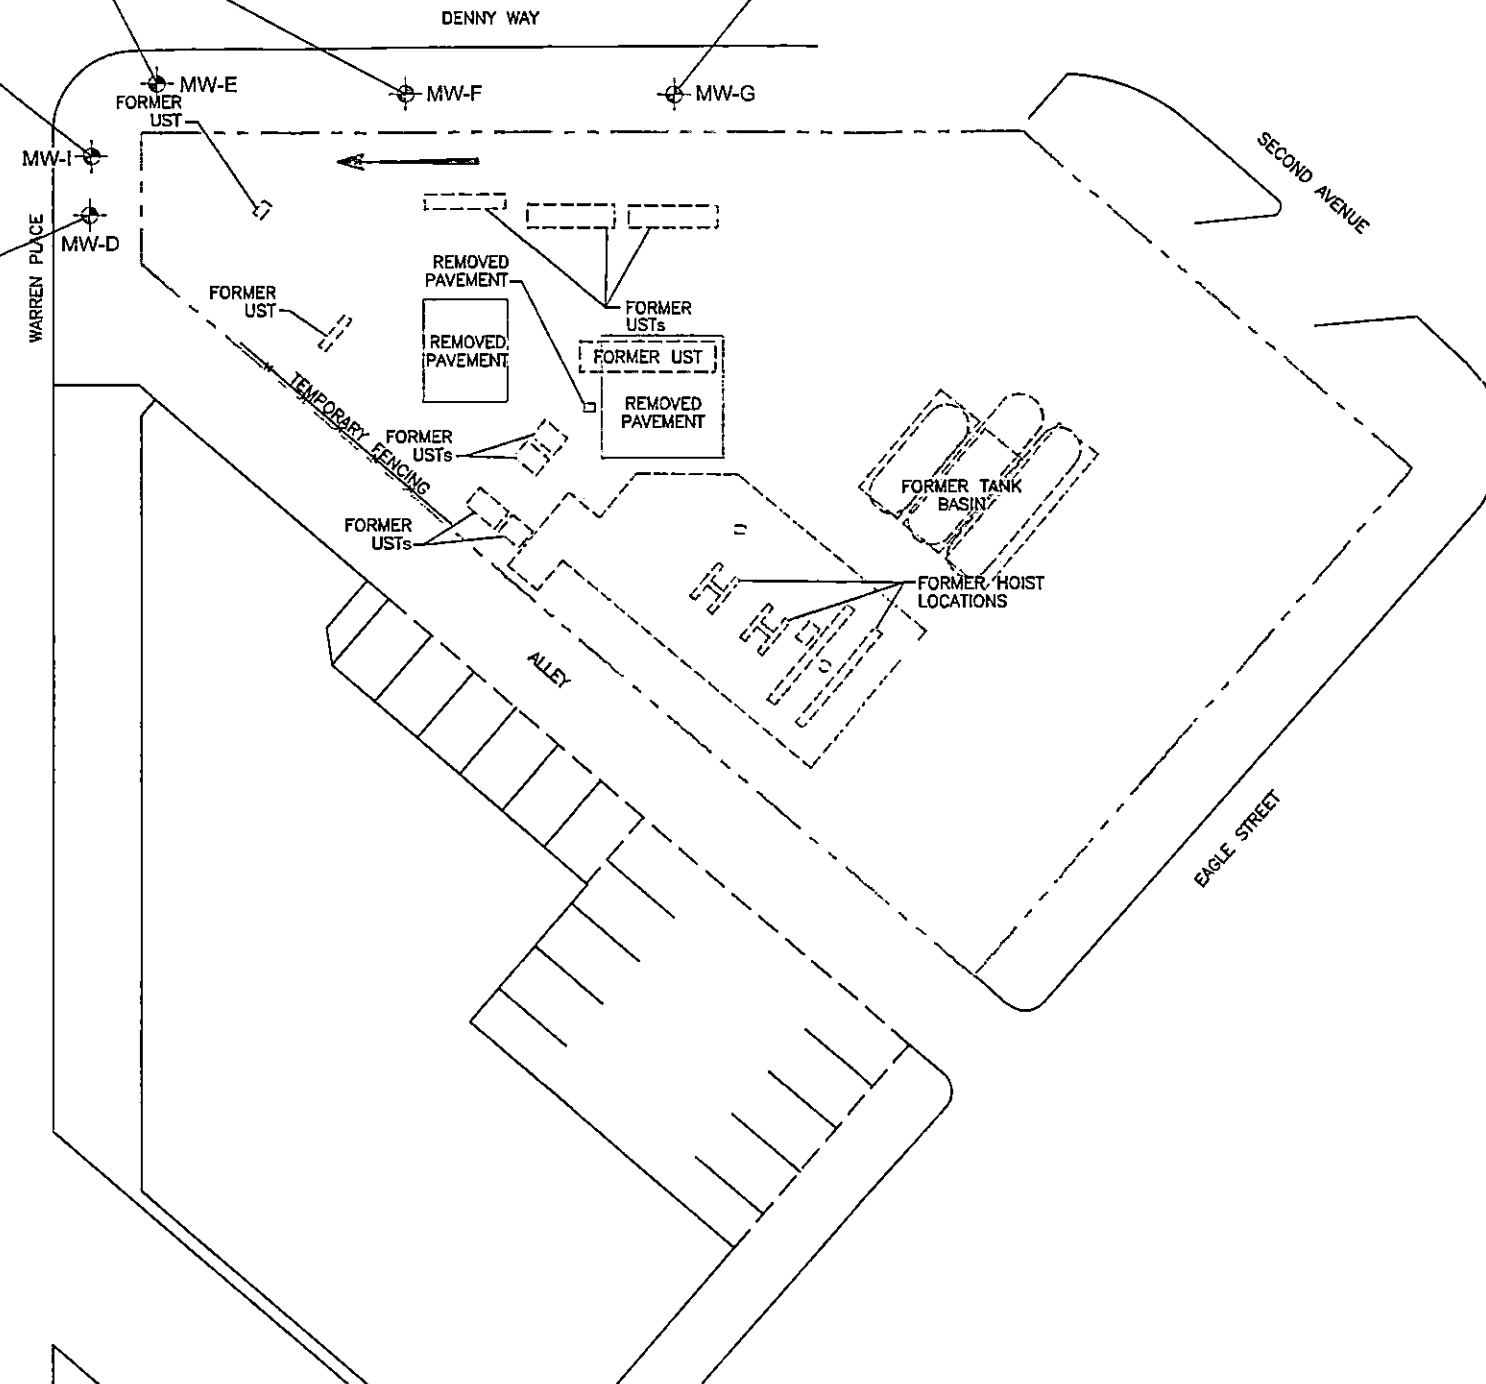 DENNY WAY
MW-E
MW-F
MW-G
FORMER
UST
MW-I
MW-D
WARREN PLACE
SECOND AVENUE
REMOVED
PAVEMENT
FORMER
UST
FORMER
USTs
REMOVED
PAVEMENT
FORMER UST
REMOVED
PAVEMENT
TEMPORARY FENCING
FORMER
USTs
FORMER TANK
BASIN
FORMER
USTs
FORMER HOIST
LOCATIONS
ALLEY
EAGLE STREET